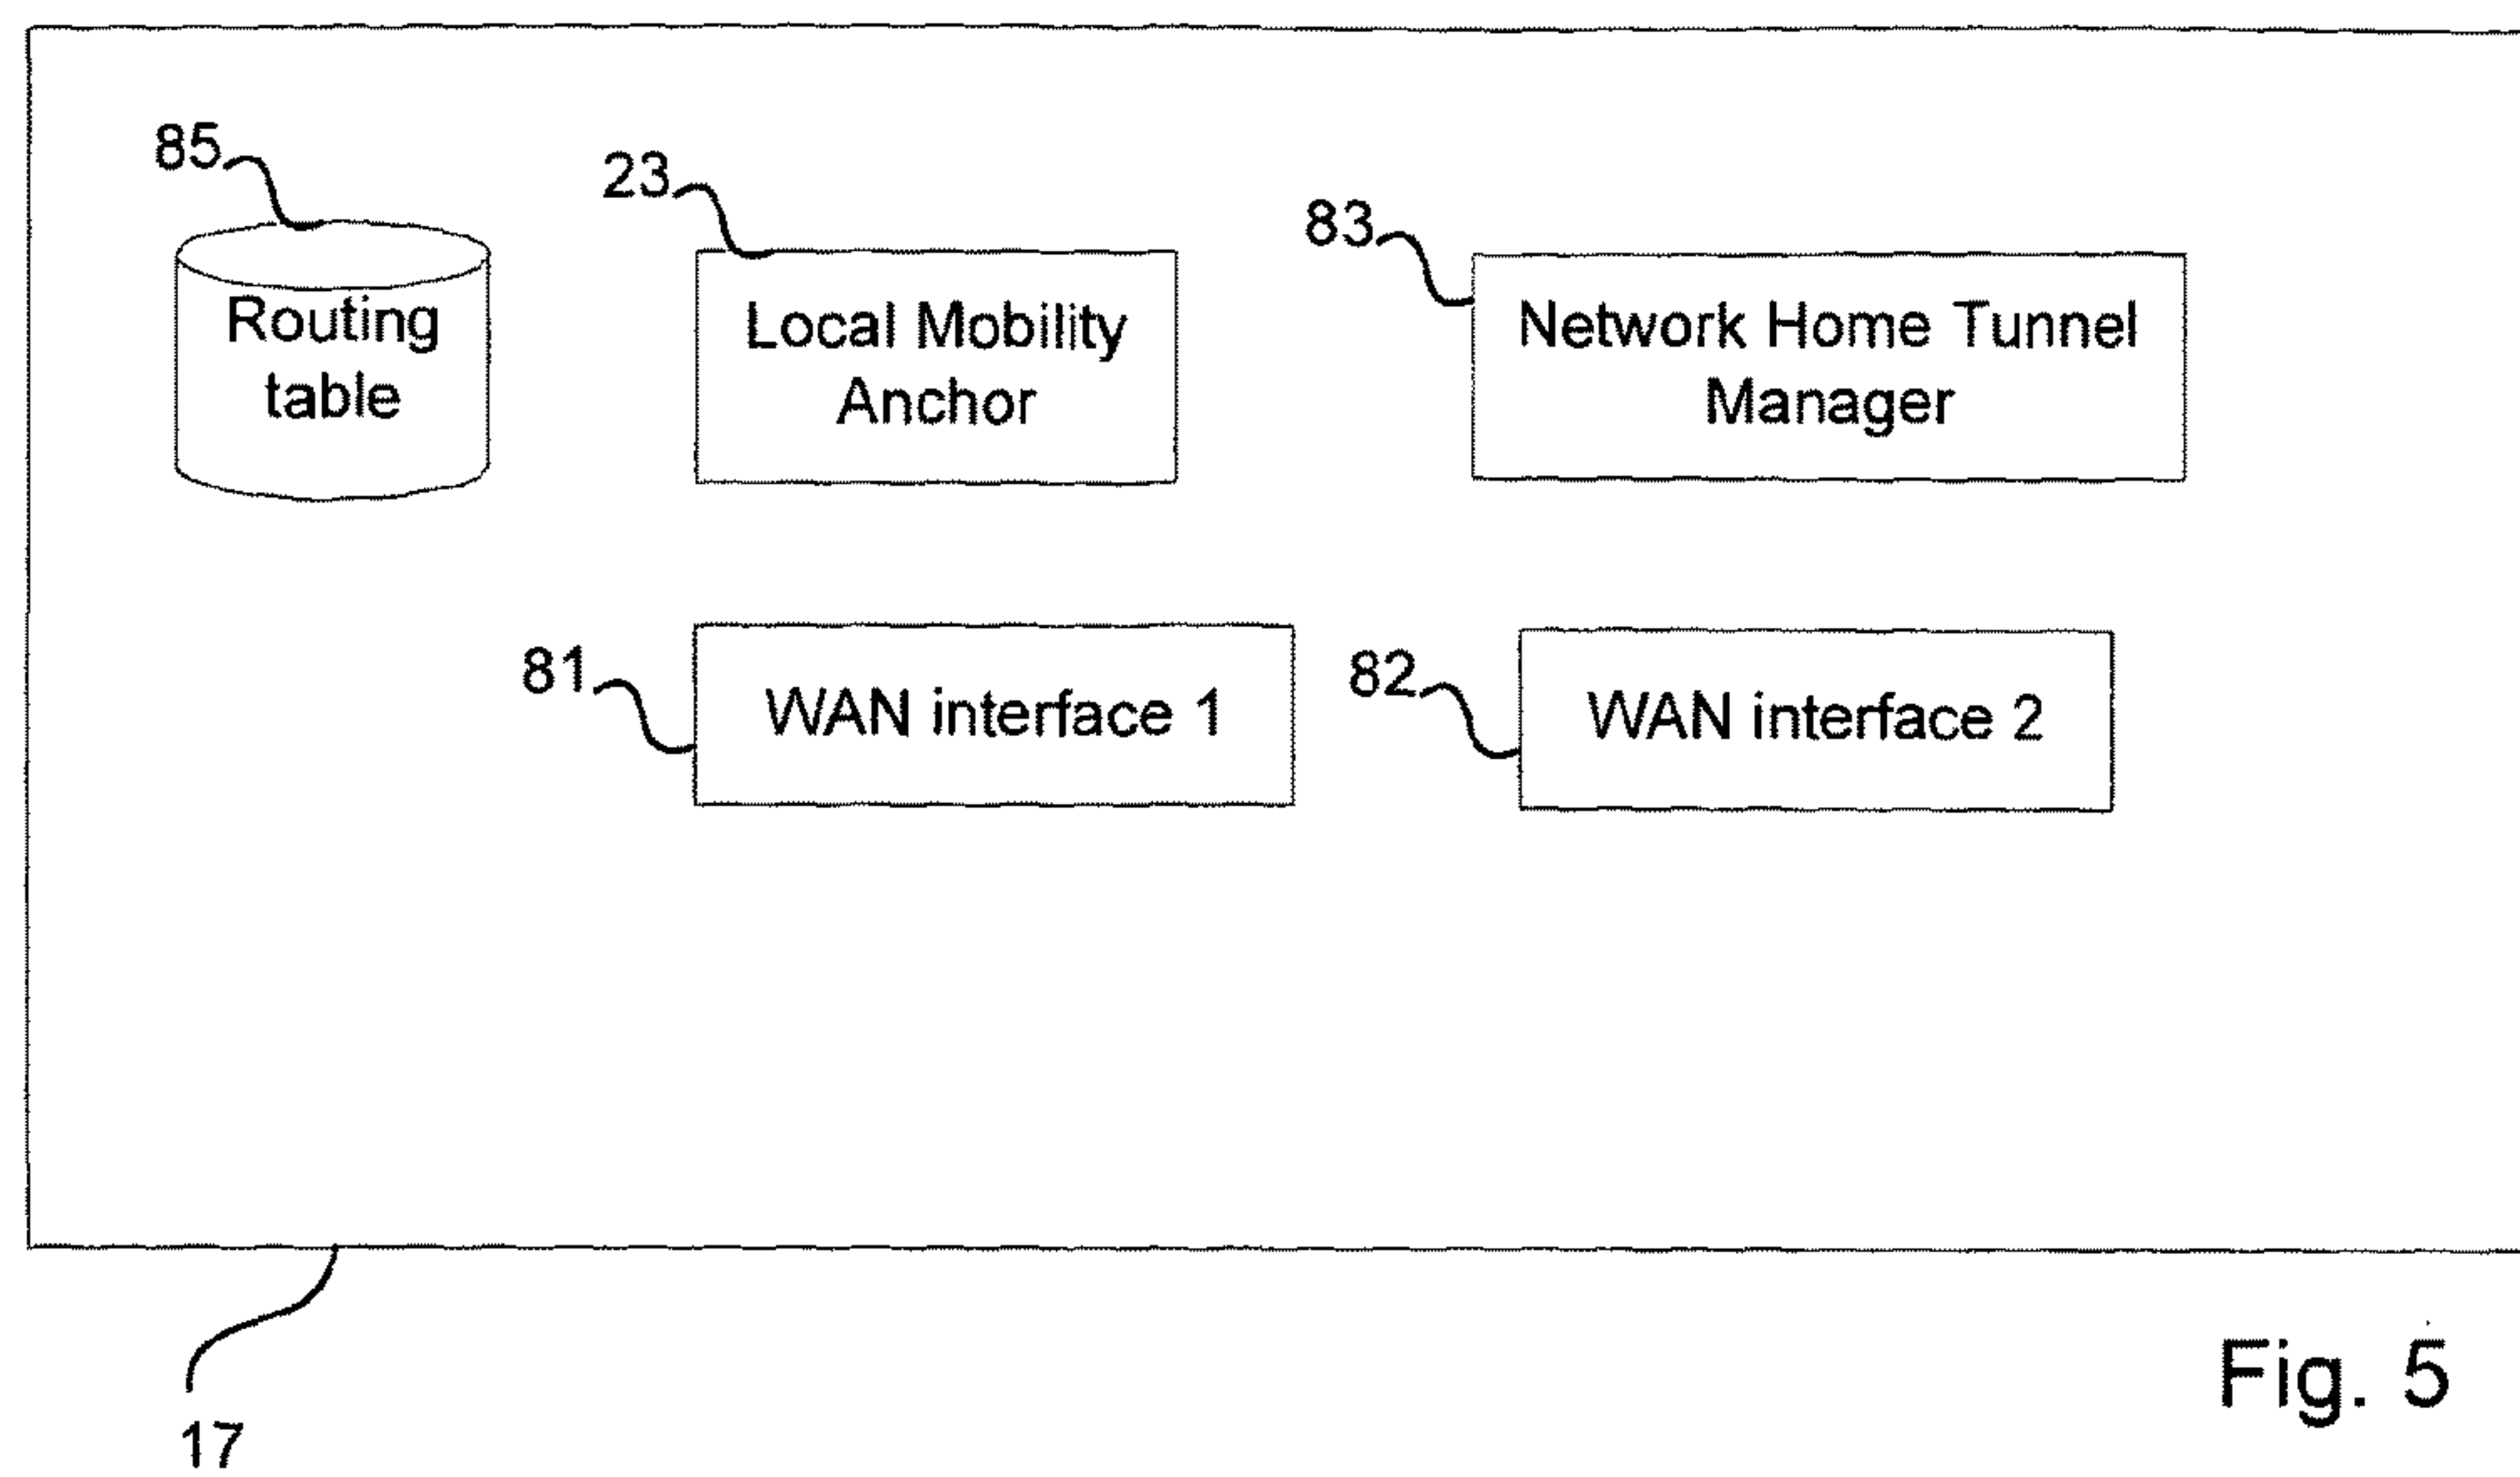 85
23
83
Routing
table
Local Mobility
Anchor
Network Home Tunnel
Manager
81
WAN interface 1
82
WAN interface 2
17
Fig. 5